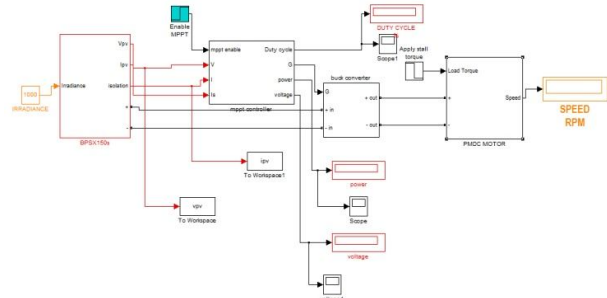 Enable
MPPT
DUTY CYCLE
Scope1
Apply stall
torque
mppt enable
Duty cycle
V
G
I
power
Ia
voltage
mppt controller
Vpv
Ipv
Irradiance
isolation
+
-
BPSX150s
1000
IRRADIANCE
buck converter
G
+ in
+ out
- in
- out
Load Torque
+
Speed
-
PMDC MOTOR
SPEED
RPM
ipv
To Workspace1
vpv
To Workspace
power
Scope
voltage